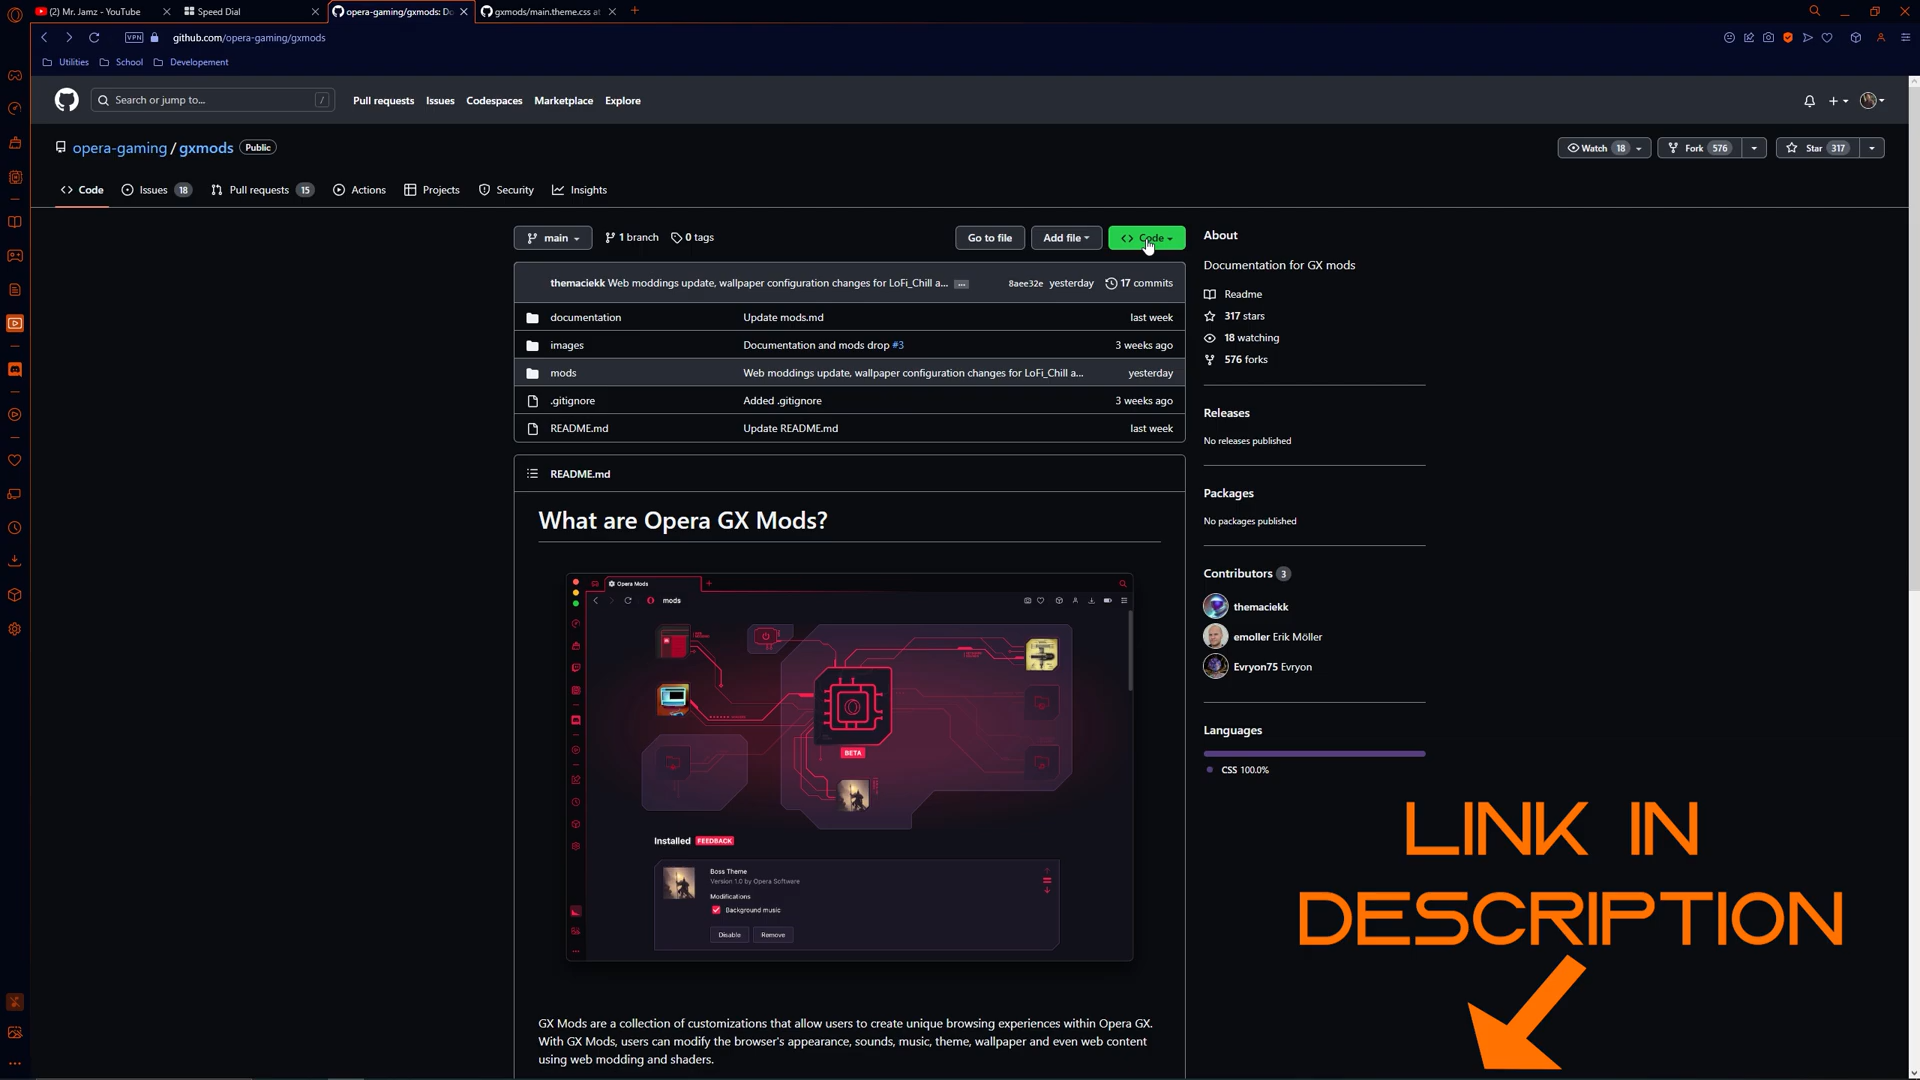 (2) Mr. Jamz - YouTube
Speed Dial
opera-gaming/gxmods: Do
gxmods/main.theme.css at
VPN
github.com/opera-gaming/gxmods
Utilities
School
Developement
Search or jump to...
/
Pull requests
Issues
Codespaces
Marketplace
Explore
opera-gaming / gxmods
Public
Watch 18
Fork 576
Star 317
<> Code
Issues 18
Pull requests 15
Actions
Projects
Security
Insights
main
1 branch
0 tags
Go to file
Add file
<> Code
themaciekk Web moddings update, wallpaper configuration changes for LoFi_Chill a... ...
8aee32e yesterday
17 commits
documentation
Update mods.md
last week
images
Documentation and mods drop #3
3 weeks ago
mods
Web moddings update, wallpaper configuration changes for LoFi_Chill a...
yesterday
.gitignore
Added .gitignore
3 weeks ago
README.md
Update README.md
last week
README.md
What are Opera GX Mods?
Opera Mods
mods
BETA
Installed FEEDBACK
Boss Theme
Version 1.0 by Opera Software
Modifications
Background music
Disable
Remove
GX Mods are a collection of customizations that allow users to create unique browsing experiences within Opera GX.
With GX Mods, users can modify the browser's appearance, sounds, music, theme, wallpaper and even web content
using web modding and shaders.
About
Documentation for GX mods
Readme
317 stars
18 watching
576 forks
Releases
No releases published
Packages
No packages published
Contributors 3
themaciekk
emoller Erik Möller
Evryon75 Evryon
Languages
CSS 100.0%
LINK IN
DESCRIPTION